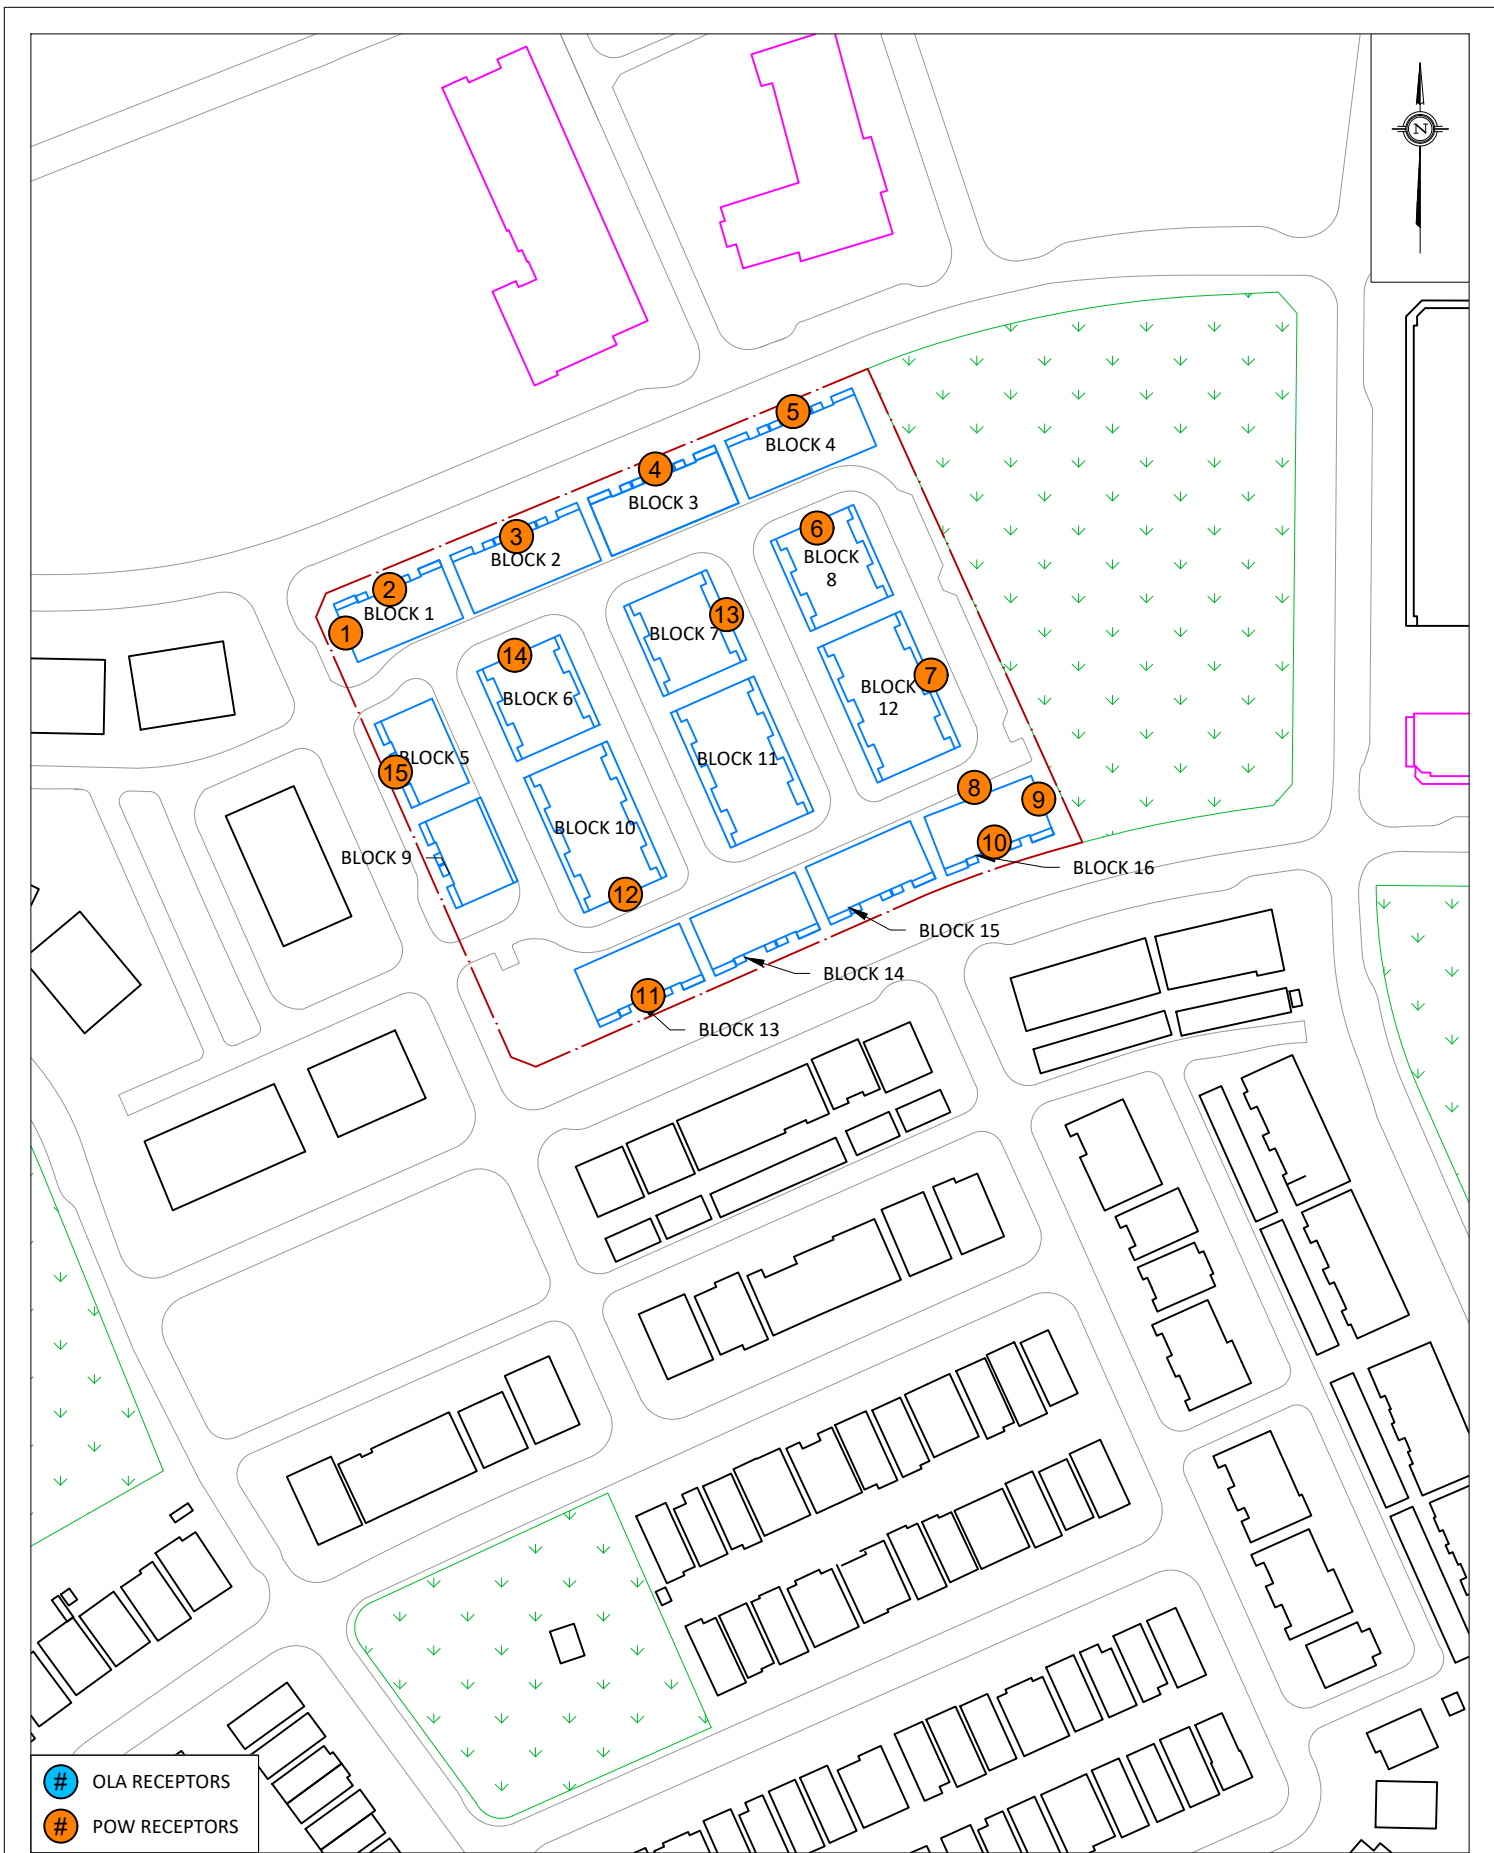 N
5
BLOCK 4
4
BLOCK 3
3
BLOCK 2
6
BLOCK
8
2
BLOCK 1
1
13
BLOCK 7
14
BLOCK 6
7
BLOCK
12
15
BLOCK 5
BLOCK 11
8
9
BLOCK 10
10
BLOCK 9
BLOCK 16
12
BLOCK 15
BLOCK 14
11
BLOCK 13
# OLA RECEPTORS
# POW RECEPTORS